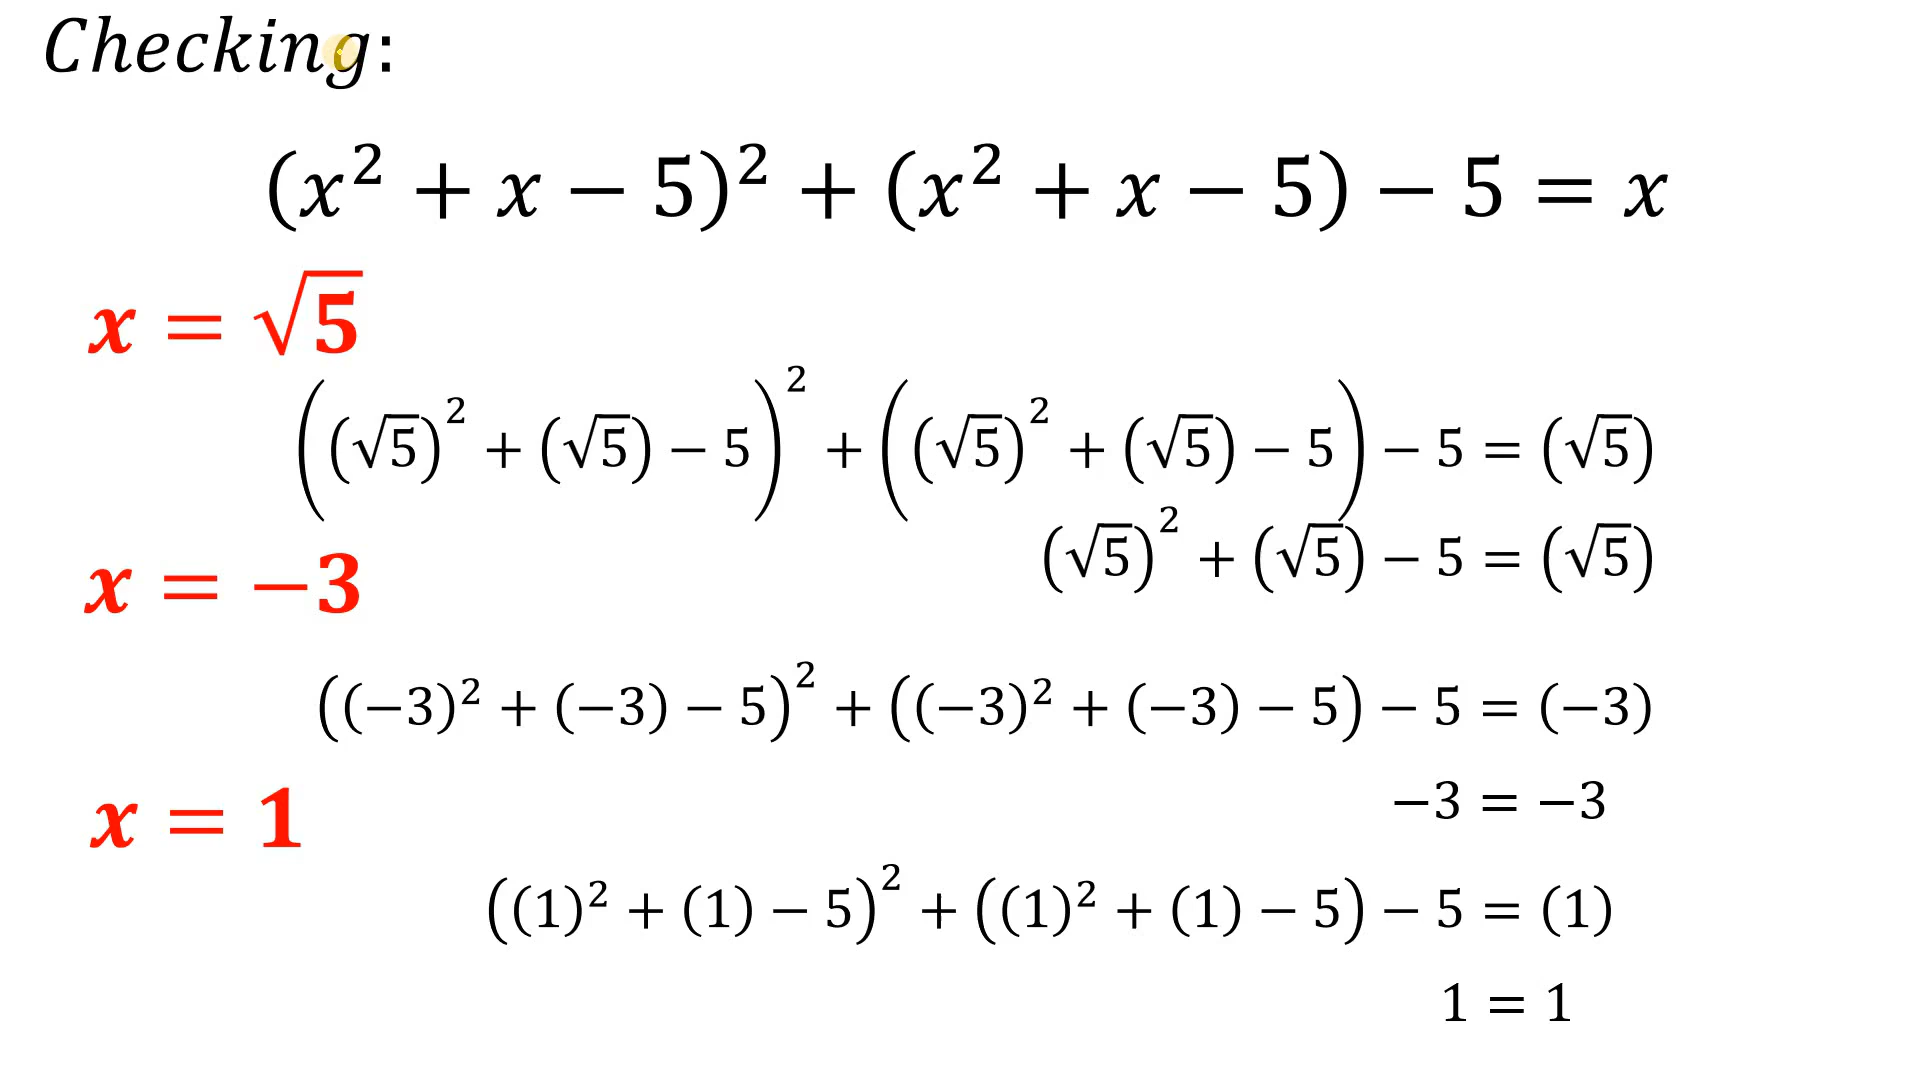 Checking:
(x² + x − 5)² + (x² + x − 5) − 5 = x
x = √5
((√5)² + (√5) − 5)² + ((√5)² + (√5) − 5) − 5 = (√5)
(√5)² + (√5) − 5 = (√5)
x = −3
((−3)² + (−3) − 5)² + ((−3)² + (−3) − 5) − 5 = (−3)
−3 = −3
x = 1
((1)² + (1) − 5)² + ((1)² + (1) − 5) − 5 = (1)
1 = 1